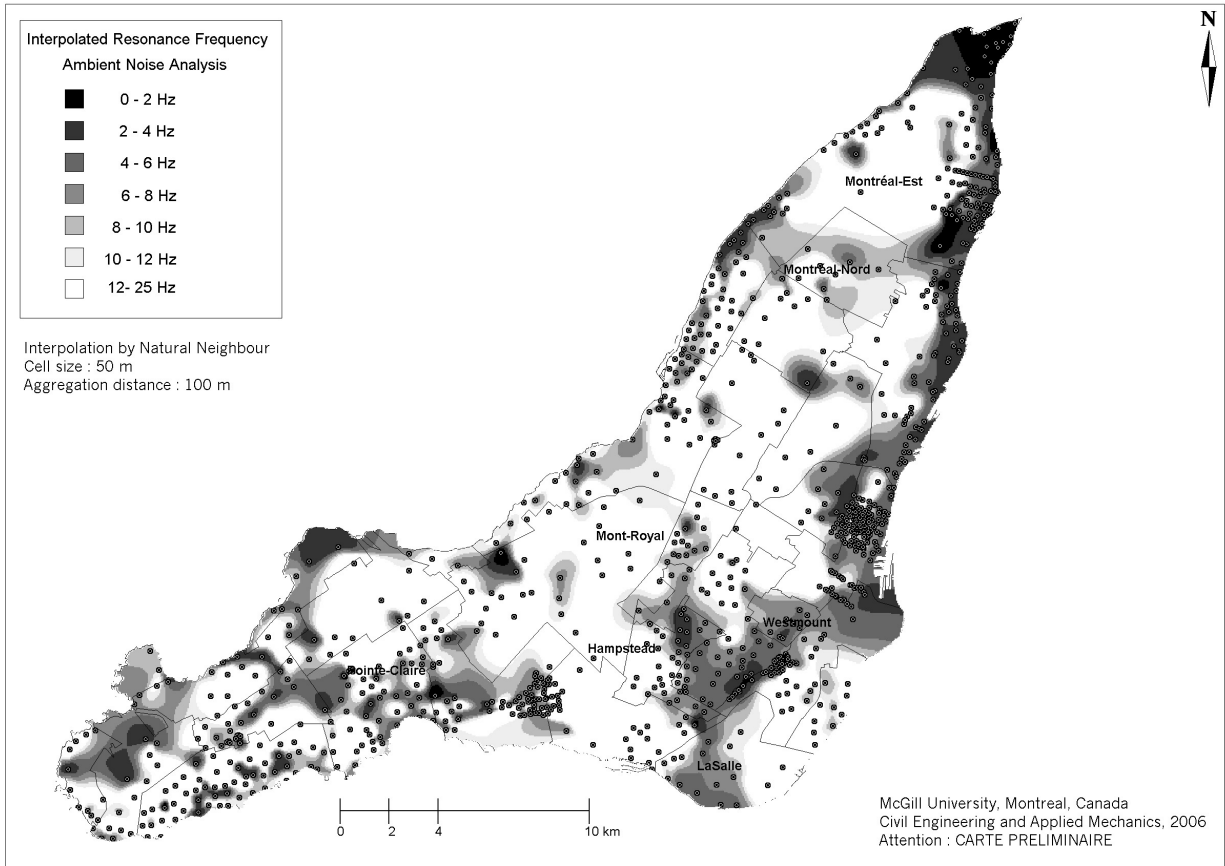 N
Interpolated Resonance Frequency
Ambient Noise Analysis
0 - 2 Hz
2 - 4 Hz
4 - 6 Hz
6 - 8 Hz
8 - 10 Hz
10 - 12 Hz
12- 25 Hz
Interpolation by Natural Neighbour
Cell size : 50 m
Aggregation distance : 100 m
Montréal-Est
Montréal-Nord
Mont-Royal
Westmount
Hampstead
Pointe-Claire
LaSalle
0 2 4 10 km
McGill University, Montreal, Canada
Civil Engineering and Applied Mechanics, 2006
Attention : CARTE PRELIMINAIRE